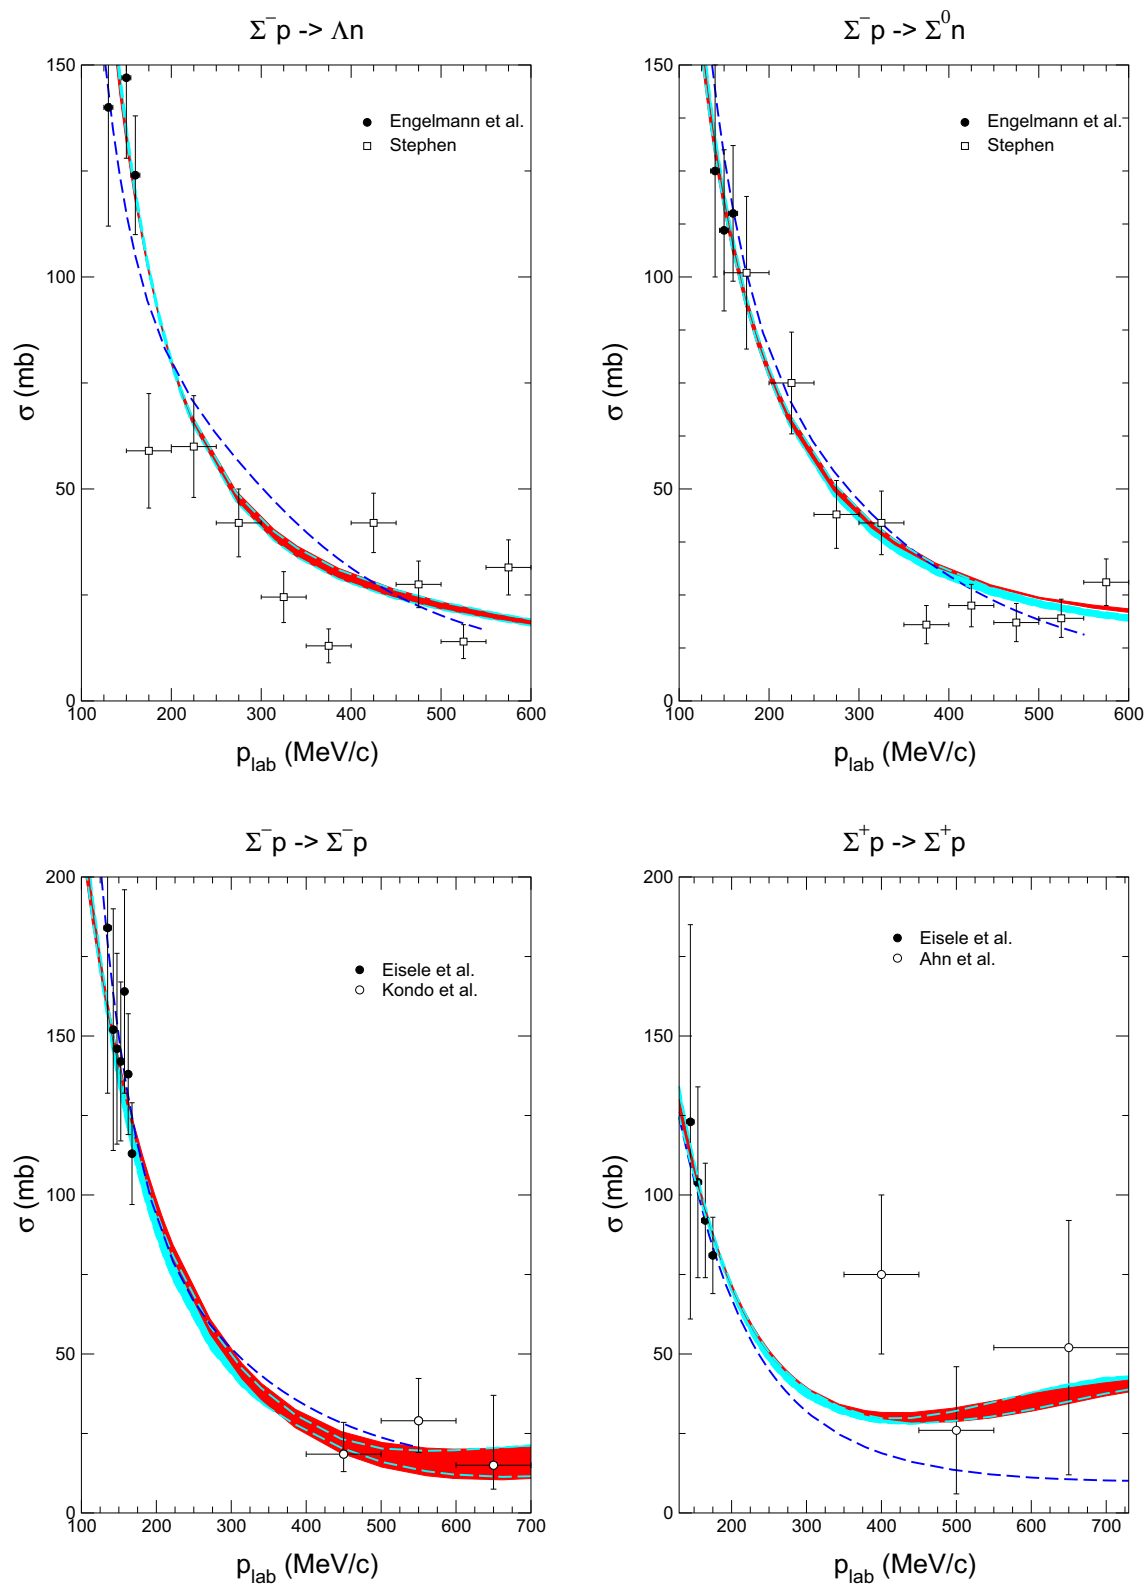 Σ⁻p -> Λn
150
100
50
0
σ (mb)
Engelmann et al.
Stephen
100 200 300 400 500 600
p_lab (MeV/c)
Σ⁻p -> Σ⁰n
150
100
50
0
σ (mb)
Engelmann et al.
Stephen
100 200 300 400 500 600
p_lab (MeV/c)
Σ⁻p -> Σ⁻p
200
150
100
50
0
σ (mb)
Eisele et al.
Kondo et al.
100 200 300 400 500 600 700
p_lab (MeV/c)
Σ⁺p -> Σ⁺p
200
150
100
50
0
σ (mb)
Eisele et al.
Ahn et al.
200 300 400 500 600 700
p_lab (MeV/c)